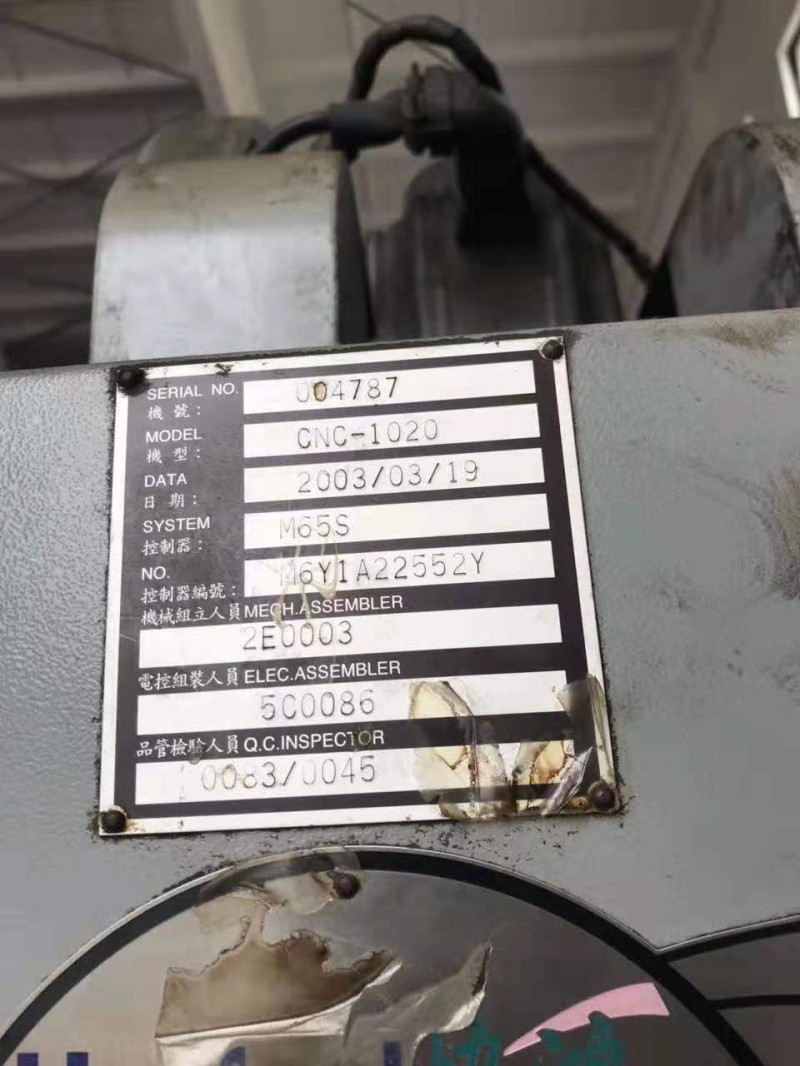 SERIAL NO. 004787
機 號：
MODEL CNC-1020
機 型：
DATA 2003/03/19
日 期：
SYSTEM M65S
控制器：
NO. M6Y1A22552Y
控制器編號：
機械組立人員 MECH.ASSEMBLER
2E0003
電控組裝人員 ELEC.ASSEMBLER
5C0086
品管檢驗人員 Q.C.INSPECTOR
0083/0045